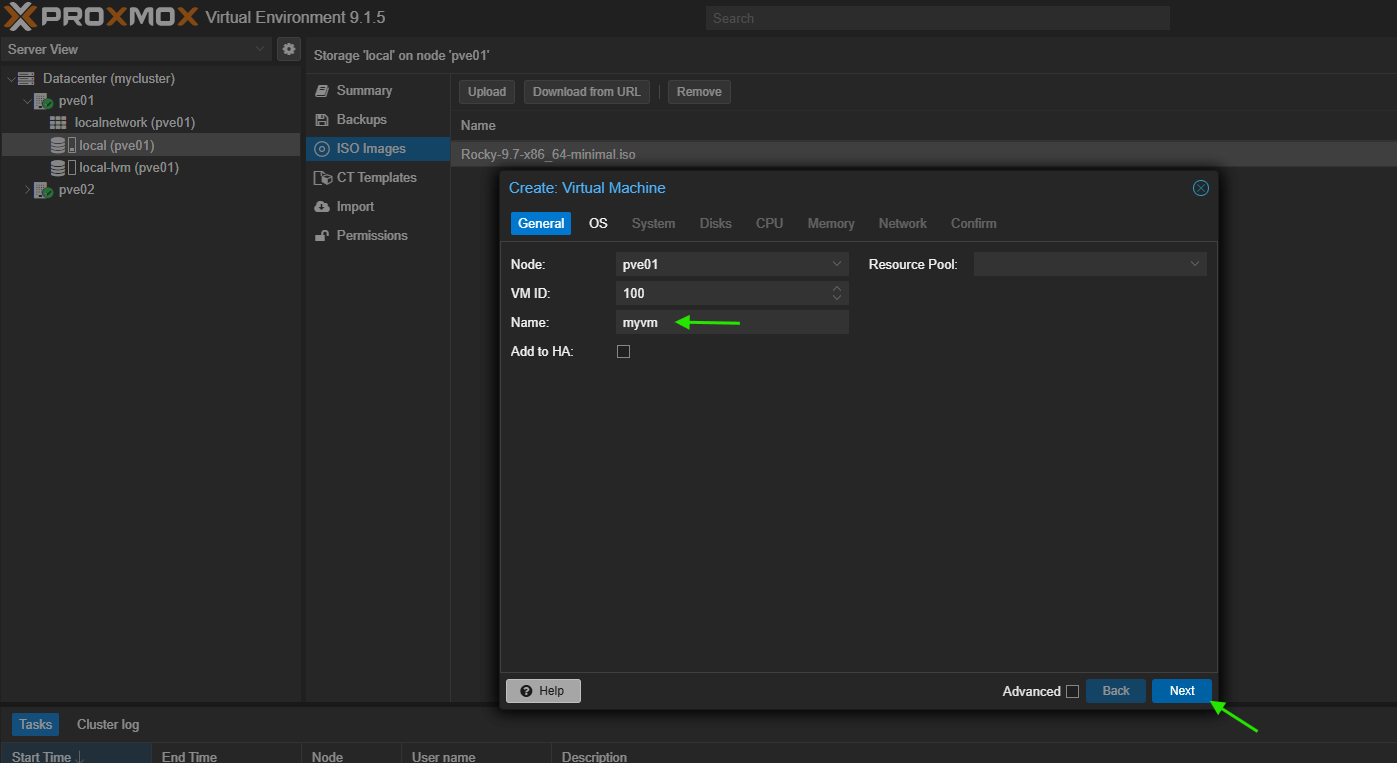 PROXMOX Virtual Environment 9.1.5
Search
Server View
Storage 'local' on node 'pve01'
Datacenter (mycluster)
pve01
localnetwork (pve01)
local (pve01)
local-lvm (pve01)
pve02
Summary
Backups
ISO Images
CT Templates
Import
Permissions
Upload
Download from URL
Remove
Name
Rocky-9.7-x86_64-minimal.iso
Create: Virtual Machine
General OS System Disks CPU Memory Network Confirm
Node: pve01 Resource Pool:
VM ID: 100
Name: myvm
Add to HA:
Help Advanced Back Next
Tasks Cluster log
Start Time End Time Node User name Description